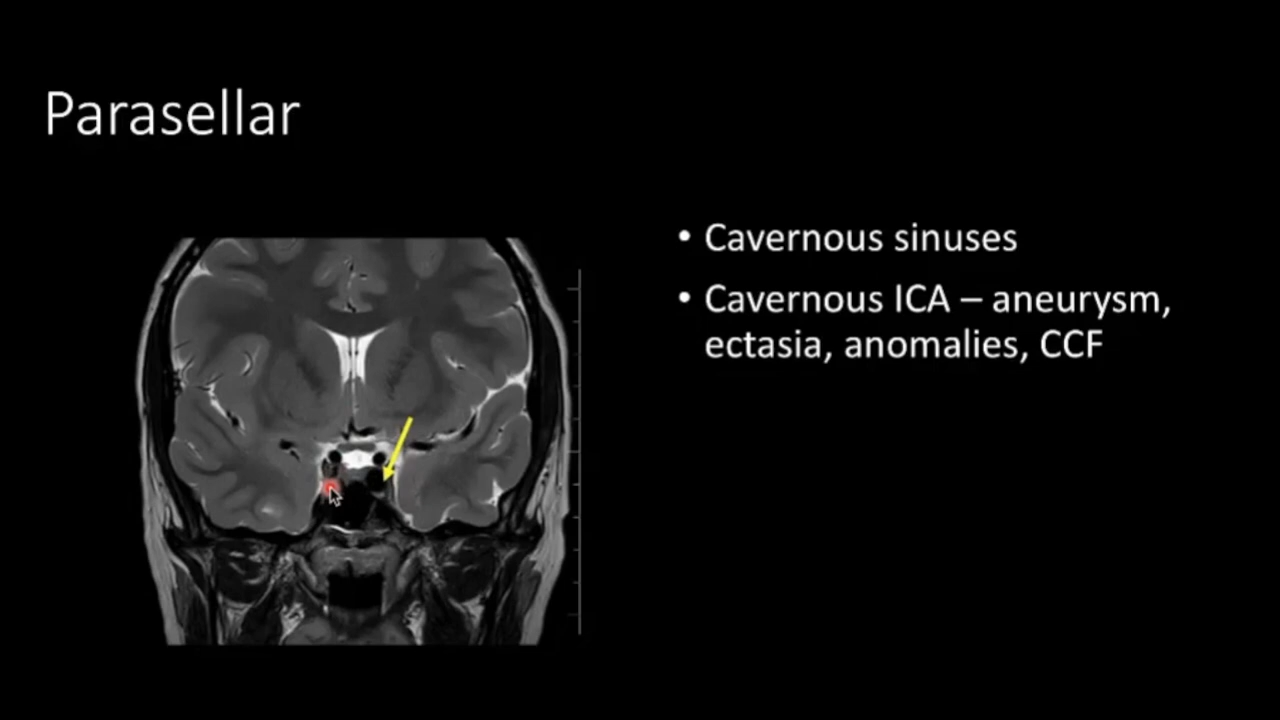 Parasellar
• Cavernous sinuses
• Cavernous ICA – aneurysm,
ectasia, anomalies, CCF